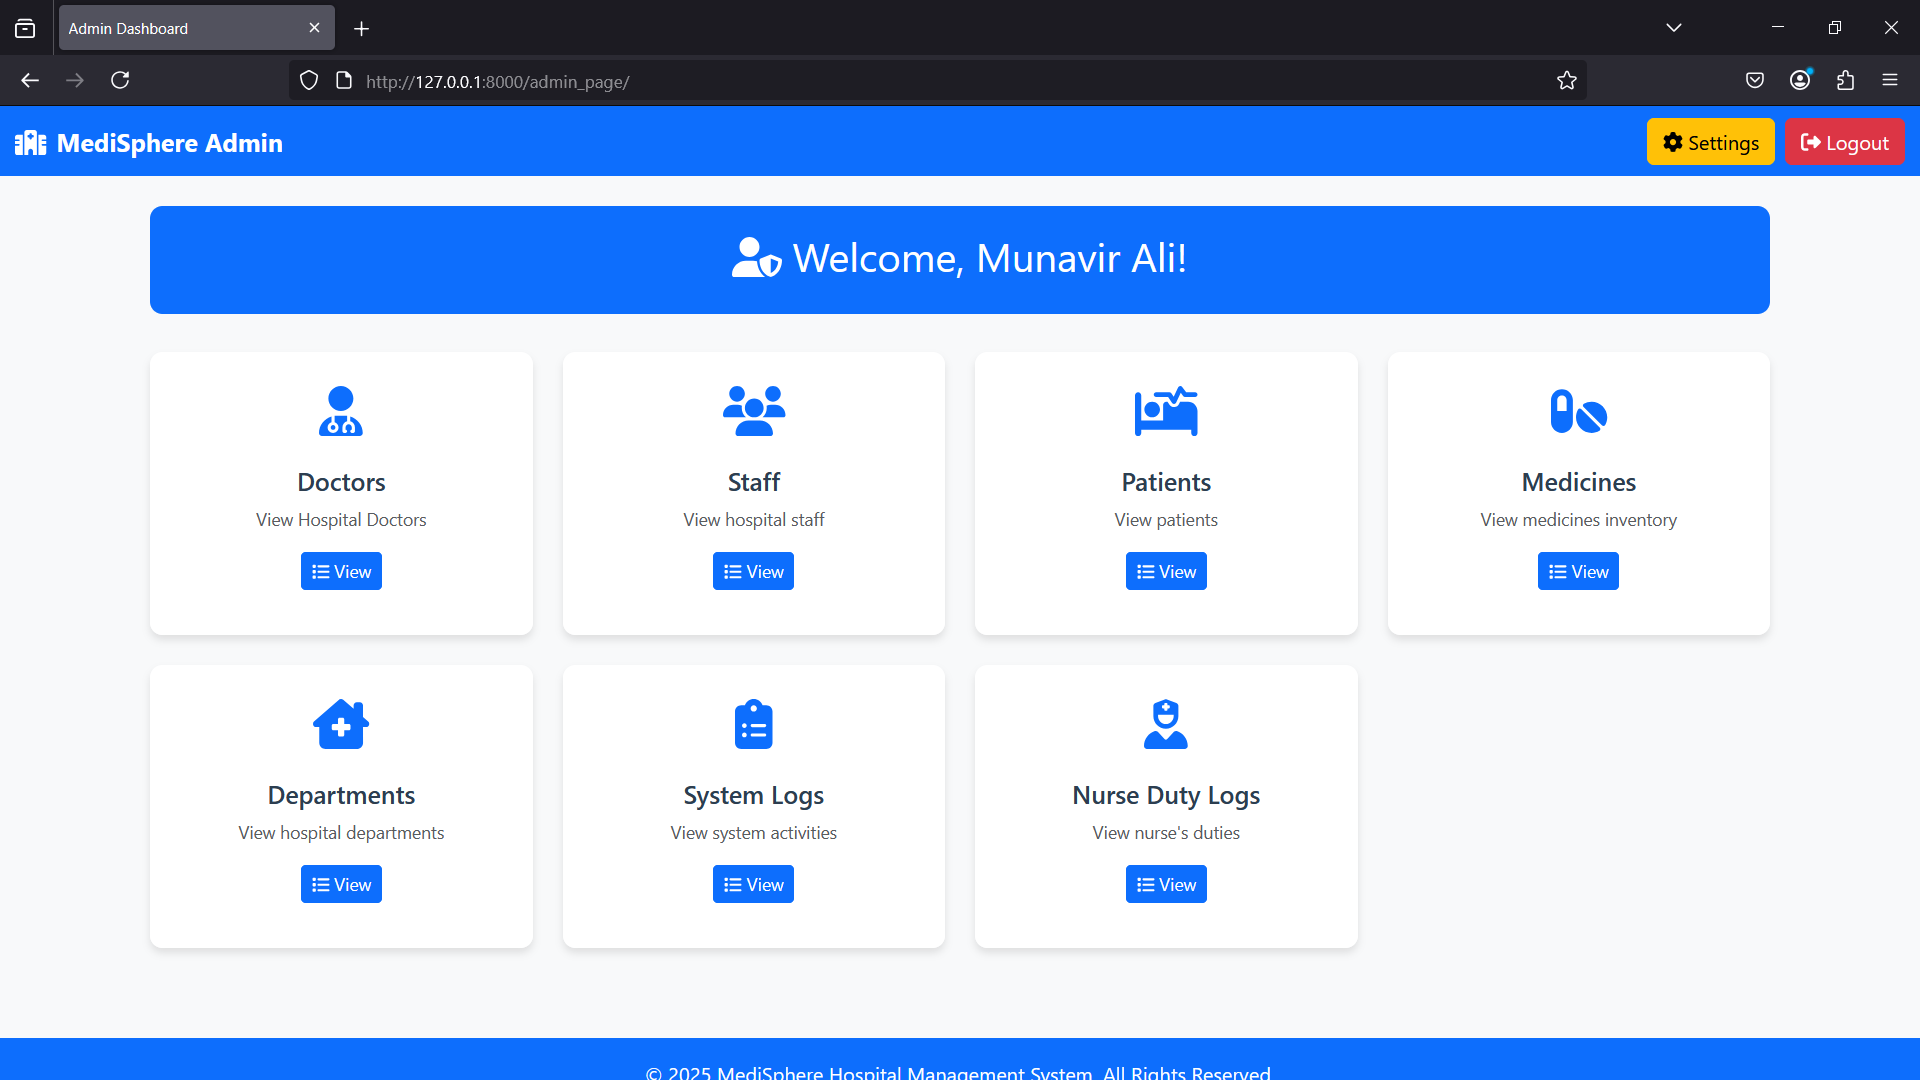 Admin Dashboard
http://127.0.0.1:8000/admin_page/
MediSphere Admin
Settings
Logout
Welcome, Munavir Ali!
Doctors
View Hospital Doctors
View
Staff
View hospital staff
View
Patients
View patients
View
Medicines
View medicines inventory
View
Departments
View hospital departments
View
System Logs
View system activities
View
Nurse Duty Logs
View nurse's duties
View
© 2025 MediSphere Hospital Management System. All Rights Reserved.